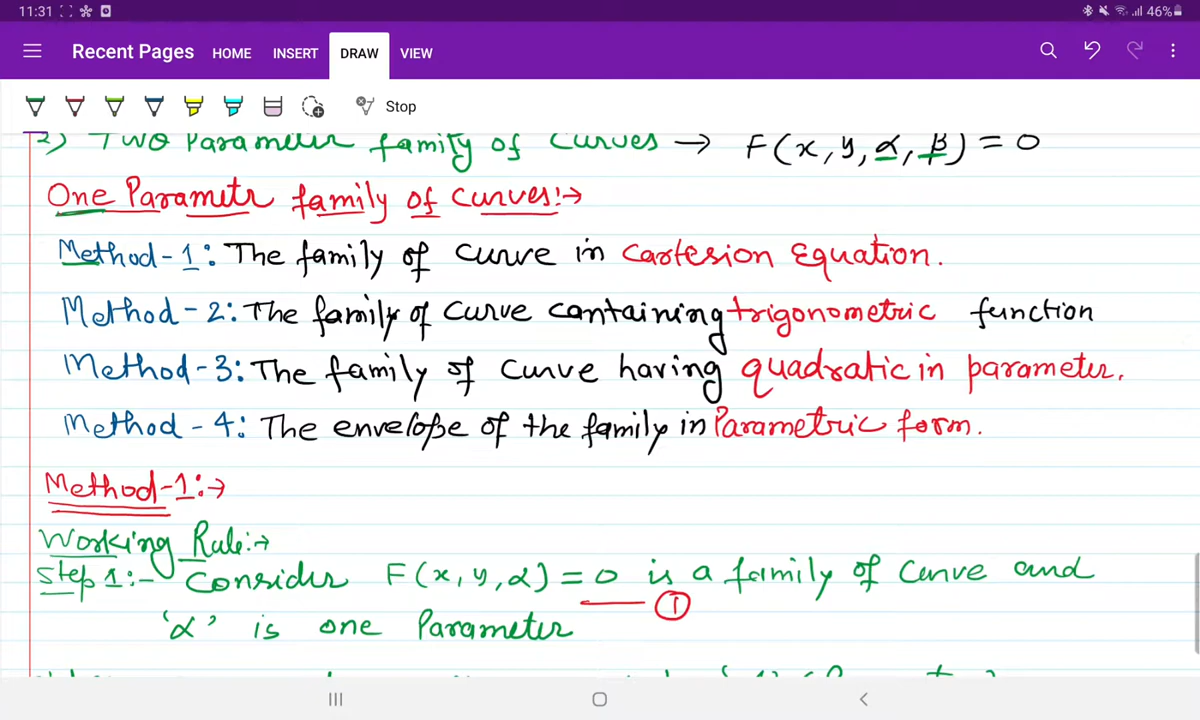 11:31 46%
Recent Pages HOME INSERT DRAW VIEW
Stop
2) Two Parameter family of Curves → F(x, y, α, β) = 0
One Parametr family of Curves:→
Method-1: The family of Curve in Cartesion Equation.
Method-2: The family of Curve containing trigonometric function
Method-3: The family of Curve having quadratic in parameter.
Method-4: The envelope of the family in Parametric form.
Method-1:→
Working Rule:→
Step 1:- Consider F(x, y, α) = 0 is a family of Curve and
①
'α' is one Parameter